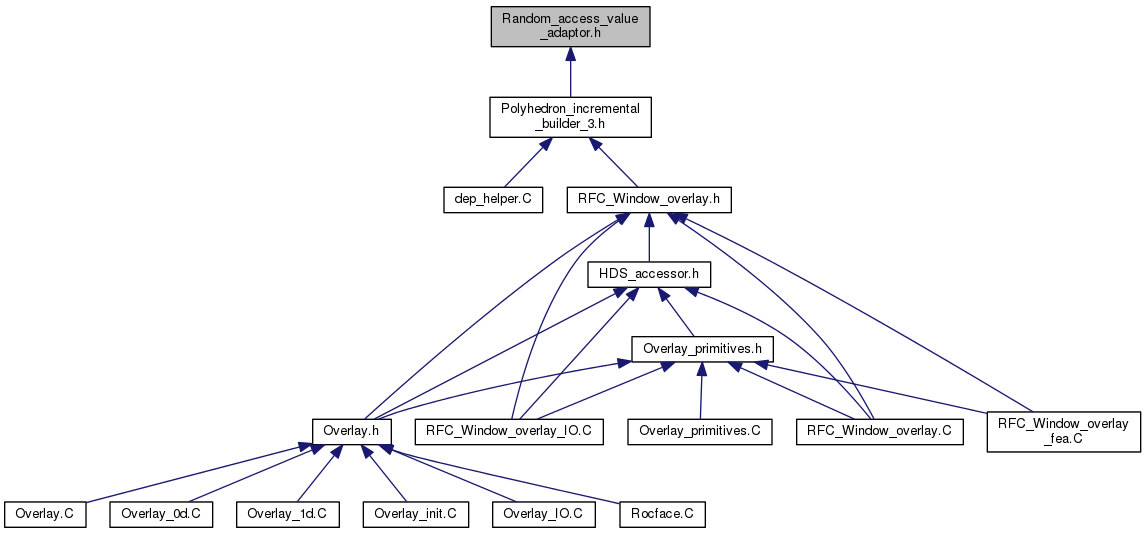 Random_access_value
_adaptor.h
Polyhedron_incremental
_builder_3.h
dep_helper.C
RFC_Window_overlay.h
HDS_accessor.h
Overlay_primitives.h
Overlay.h
RFC_Window_overlay_IO.C
Overlay_primitives.C
RFC_Window_overlay.C
RFC_Window_overlay
_fea.C
Overlay.C
Overlay_0d.C
Overlay_1d.C
Overlay_init.C
Overlay_IO.C
Rocface.C